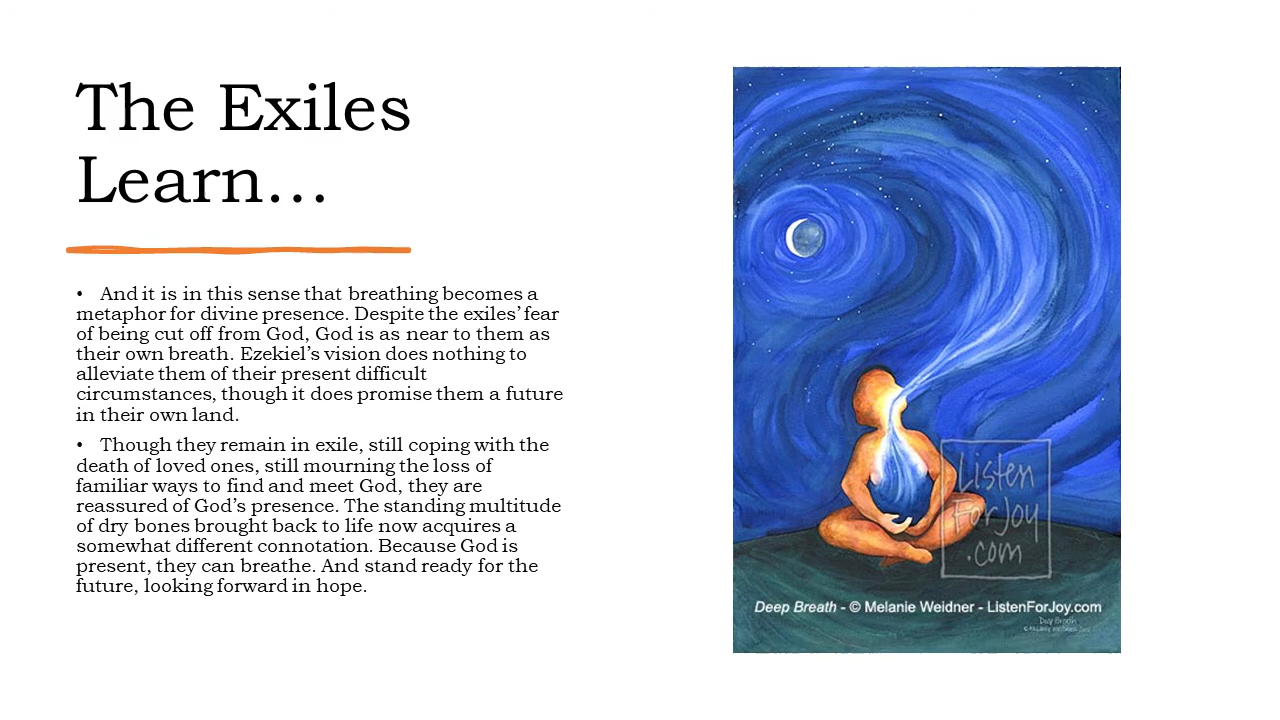 The Exiles
Learn…
• And it is in this sense that breathing becomes a
metaphor for divine presence. Despite the exiles’ fear
of being cut off from God, God is as near to them as
their own breath. Ezekiel’s vision does nothing to
alleviate them of their present difficult
circumstances, though it does promise them a future
in their own land.
• Though they remain in exile, still coping with the
death of loved ones, still mourning the loss of
familiar ways to find and meet God, they are
reassured of God’s presence. The standing multitude
of dry bones brought back to life now acquires a
somewhat different connotation. Because God is
present, they can breathe. And stand ready for the
future, looking forward in hope.
Listen
For Joy
.com
Deep Breath - © Melanie Weidner - ListenForJoy.com